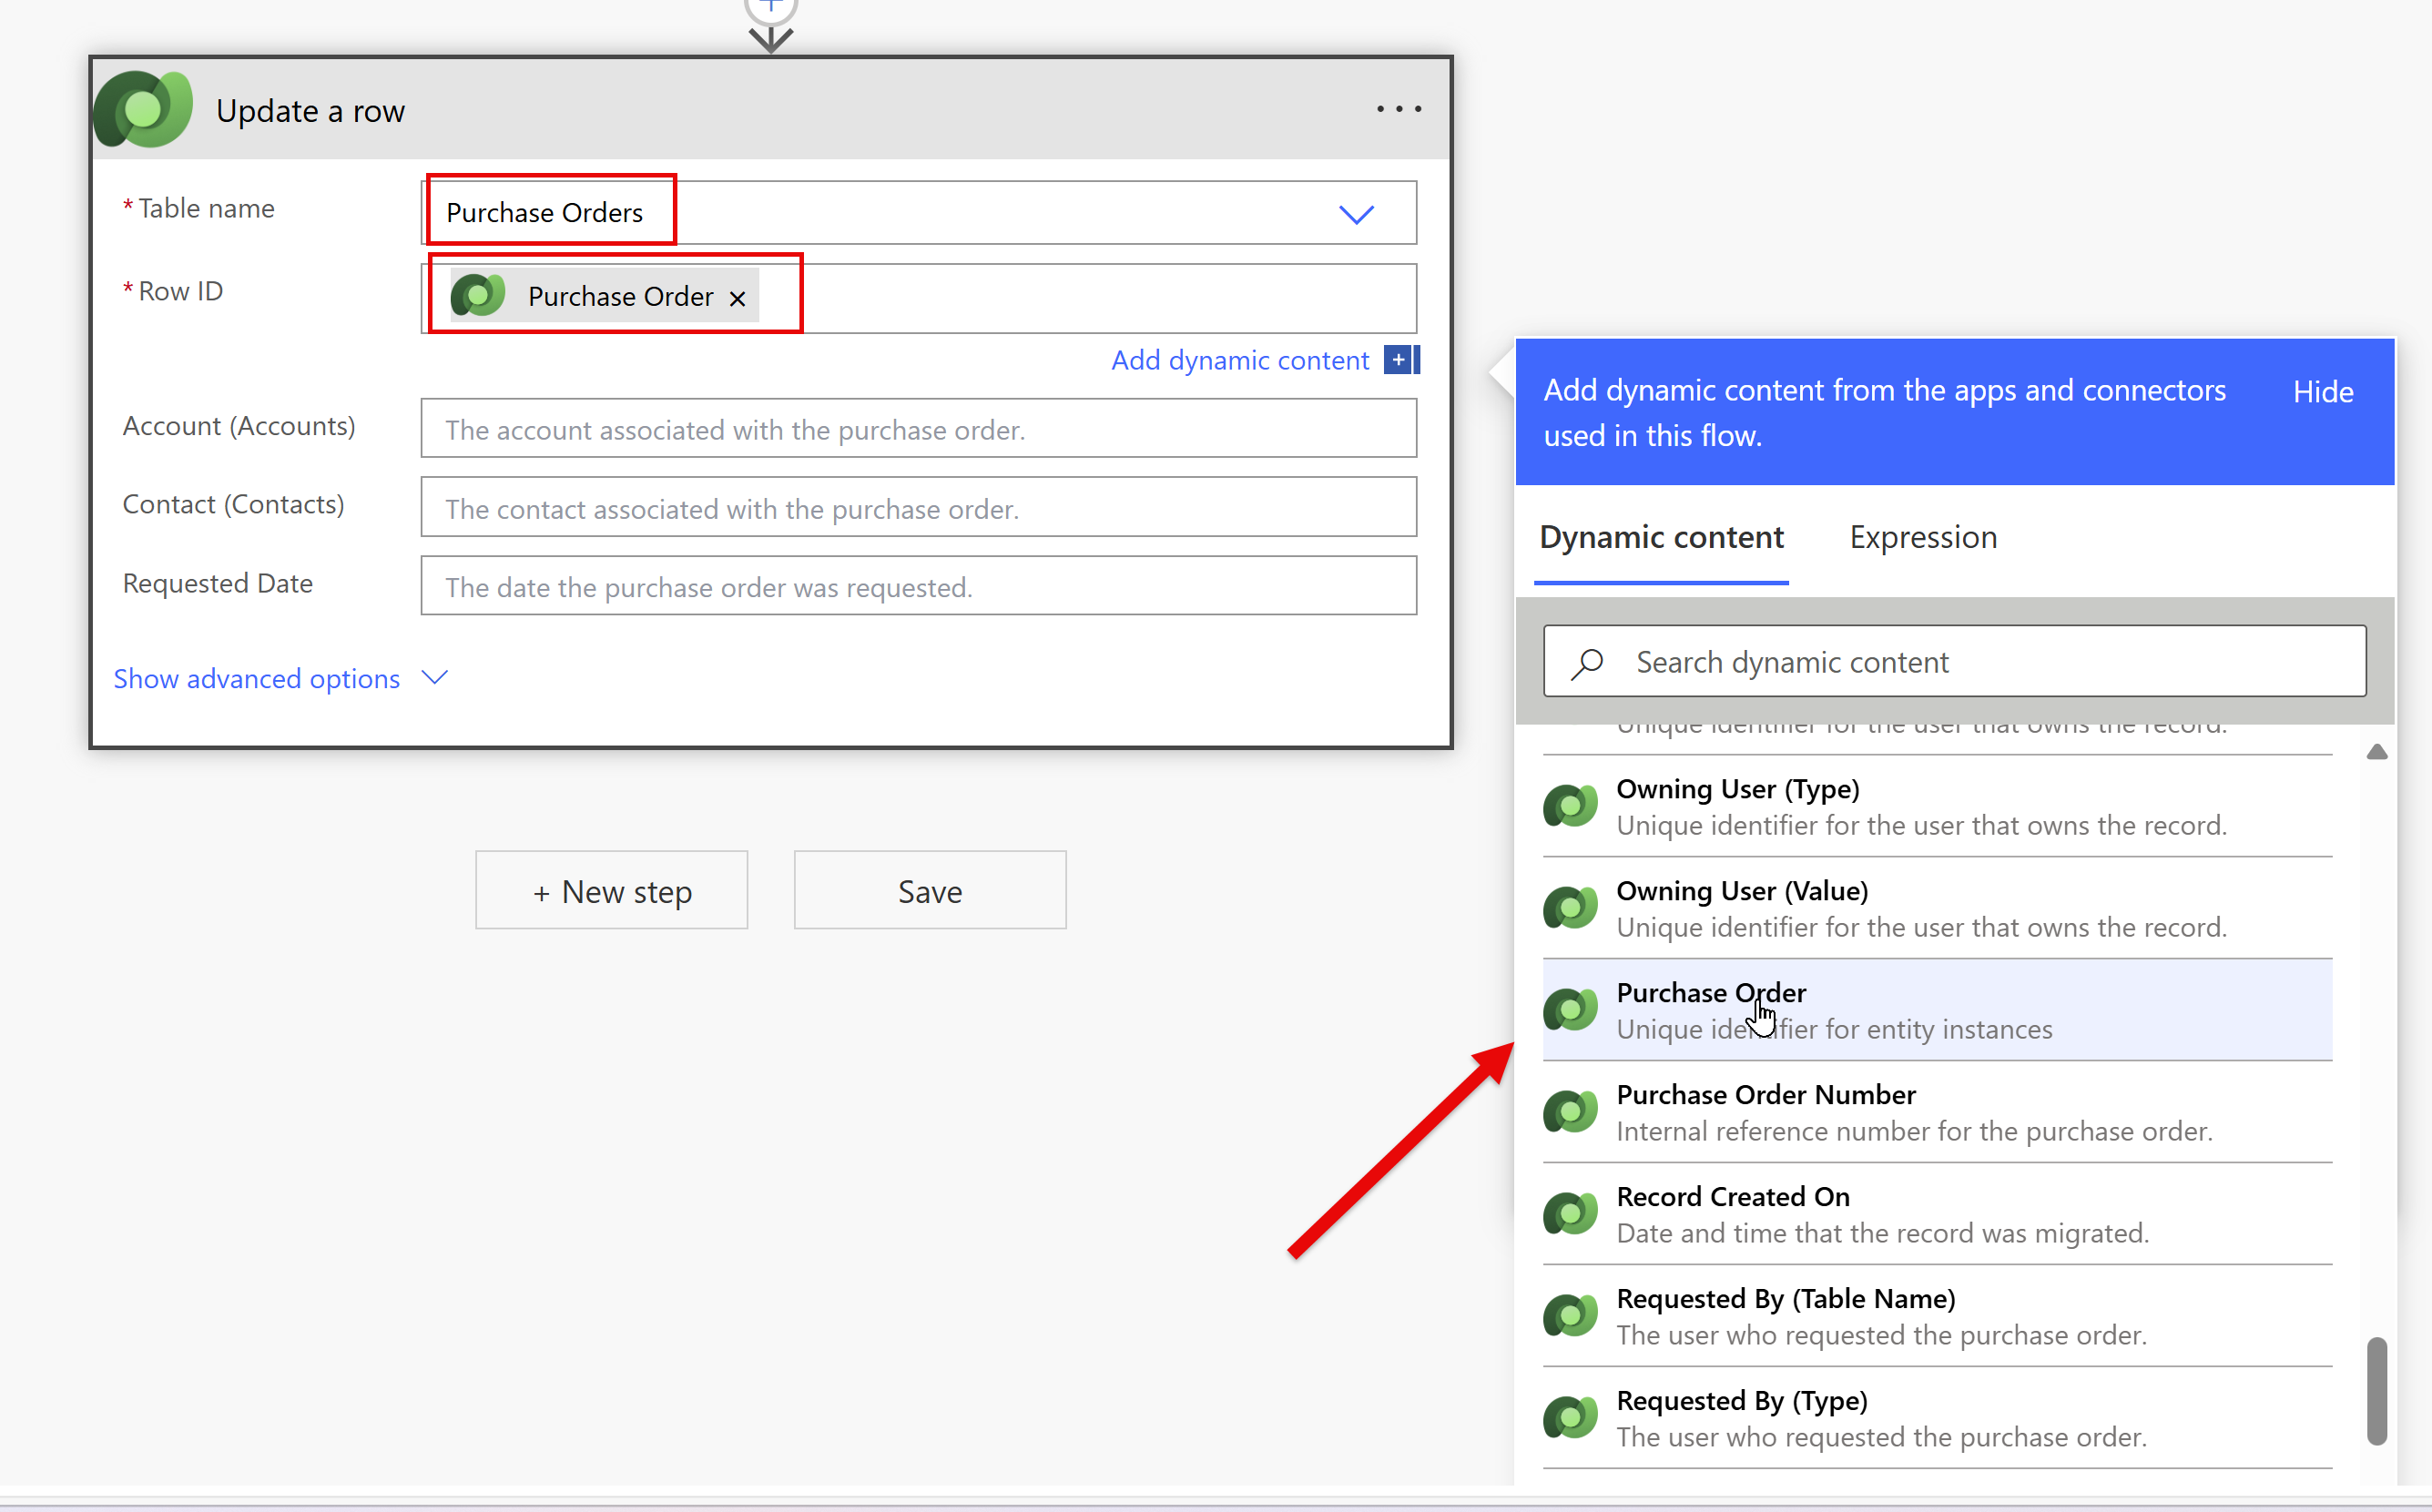 Update a row
* Table name
Purchase Orders
* Row ID
Purchase Order ×
Add dynamic content
Account (Accounts)
The account associated with the purchase order.
Contact (Contacts)
The contact associated with the purchase order.
Requested Date
The date the purchase order was requested.
Show advanced options
+ New step
Save
Add dynamic content from the apps and connectors
used in this flow.
Hide
Dynamic content
Expression
Search dynamic content
Unique identifier for the user that owns the record.
Owning User (Type)
Unique identifier for the user that owns the record.
Owning User (Value)
Unique identifier for the user that owns the record.
Purchase Order
Unique identifier for entity instances
Purchase Order Number
Internal reference number for the purchase order.
Record Created On
Date and time that the record was migrated.
Requested By (Table Name)
The user who requested the purchase order.
Requested By (Type)
The user who requested the purchase order.